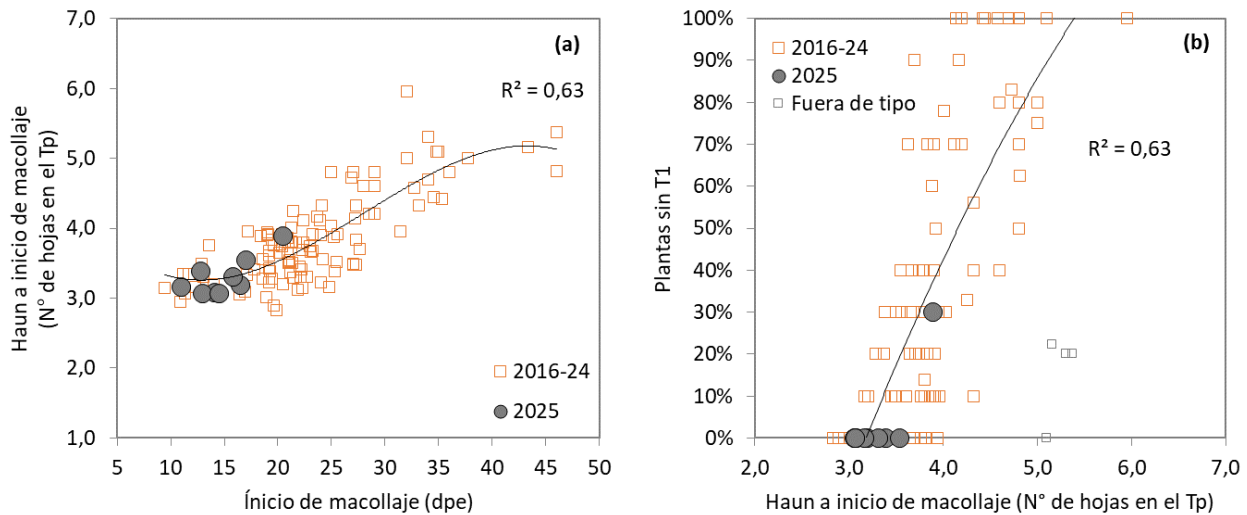 7,0
6,0
5,0
4,0
3,0
2,0
1,0
Haun a inicio de macollaje
(N° de hojas en el Tp)
(a)
R² = 0,63
2016-24
2025
5 10 15 20 25 30 35 40 45 50
Ínicio de macollaje (dpe)
100%
90%
80%
70%
60%
50%
40%
30%
20%
10%
0%
Plantas sin T1
2016-24
2025
Fuera de tipo
(b)
R² = 0,63
2,0 3,0 4,0 5,0 6,0 7,0
Haun a inicio de macollaje (N° de hojas en el Tp)